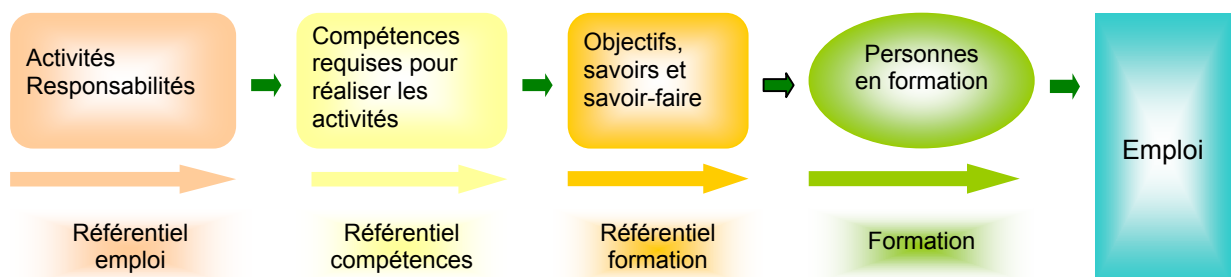 Activités
Responsabilités
Compétences
requises pour
réaliser les
activités
Objectifs,
savoirs et
savoir-faire
Personnes
en formation
Emploi
Référentiel
emploi
Référentiel
compétences
Référentiel
formation
Formation